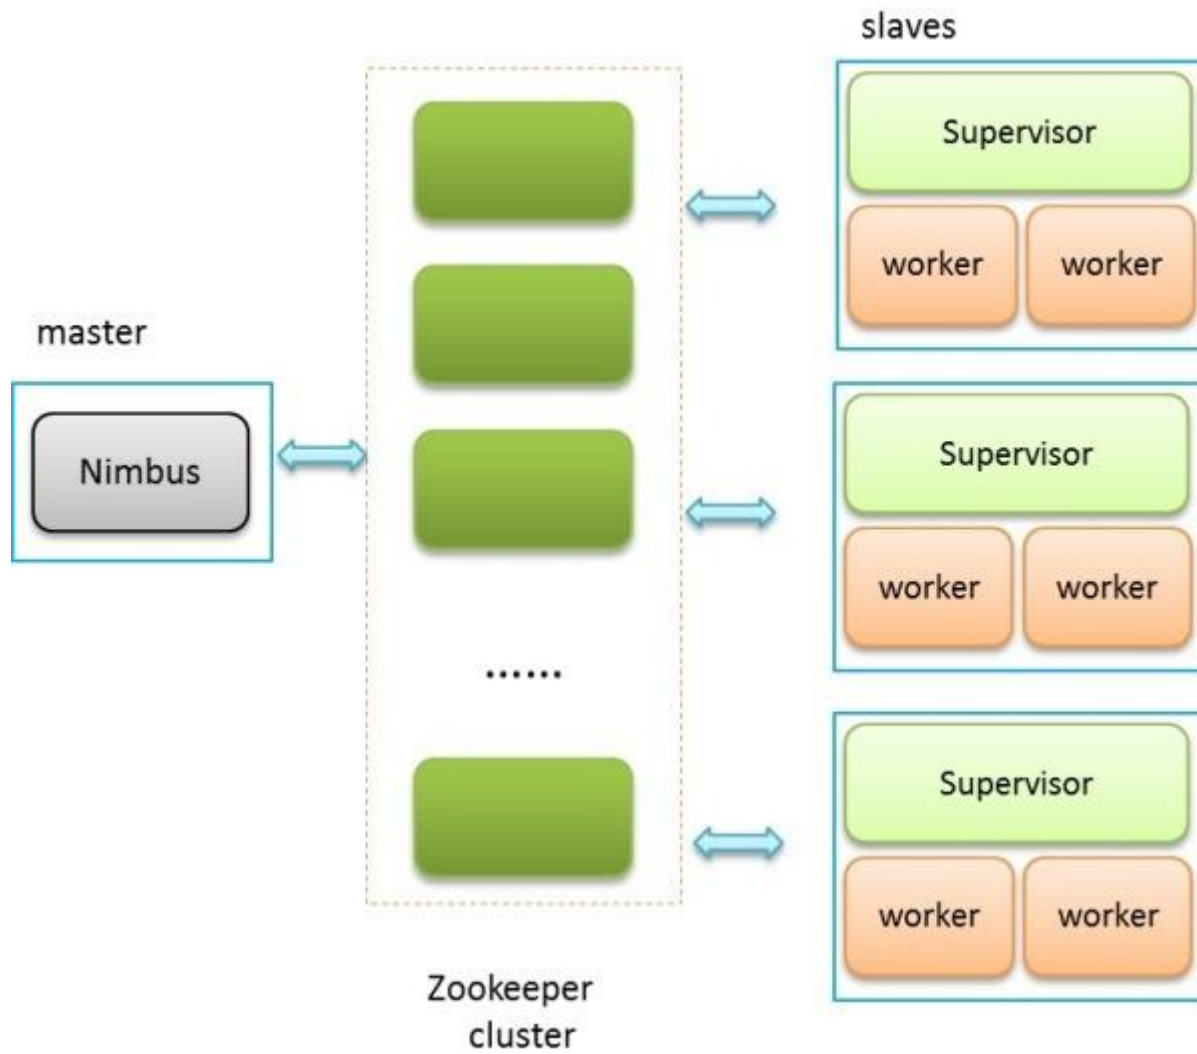 slaves
Supervisor
worker worker
master
Nimbus
Supervisor
worker worker
......
Supervisor
worker worker
Zookeeper
cluster